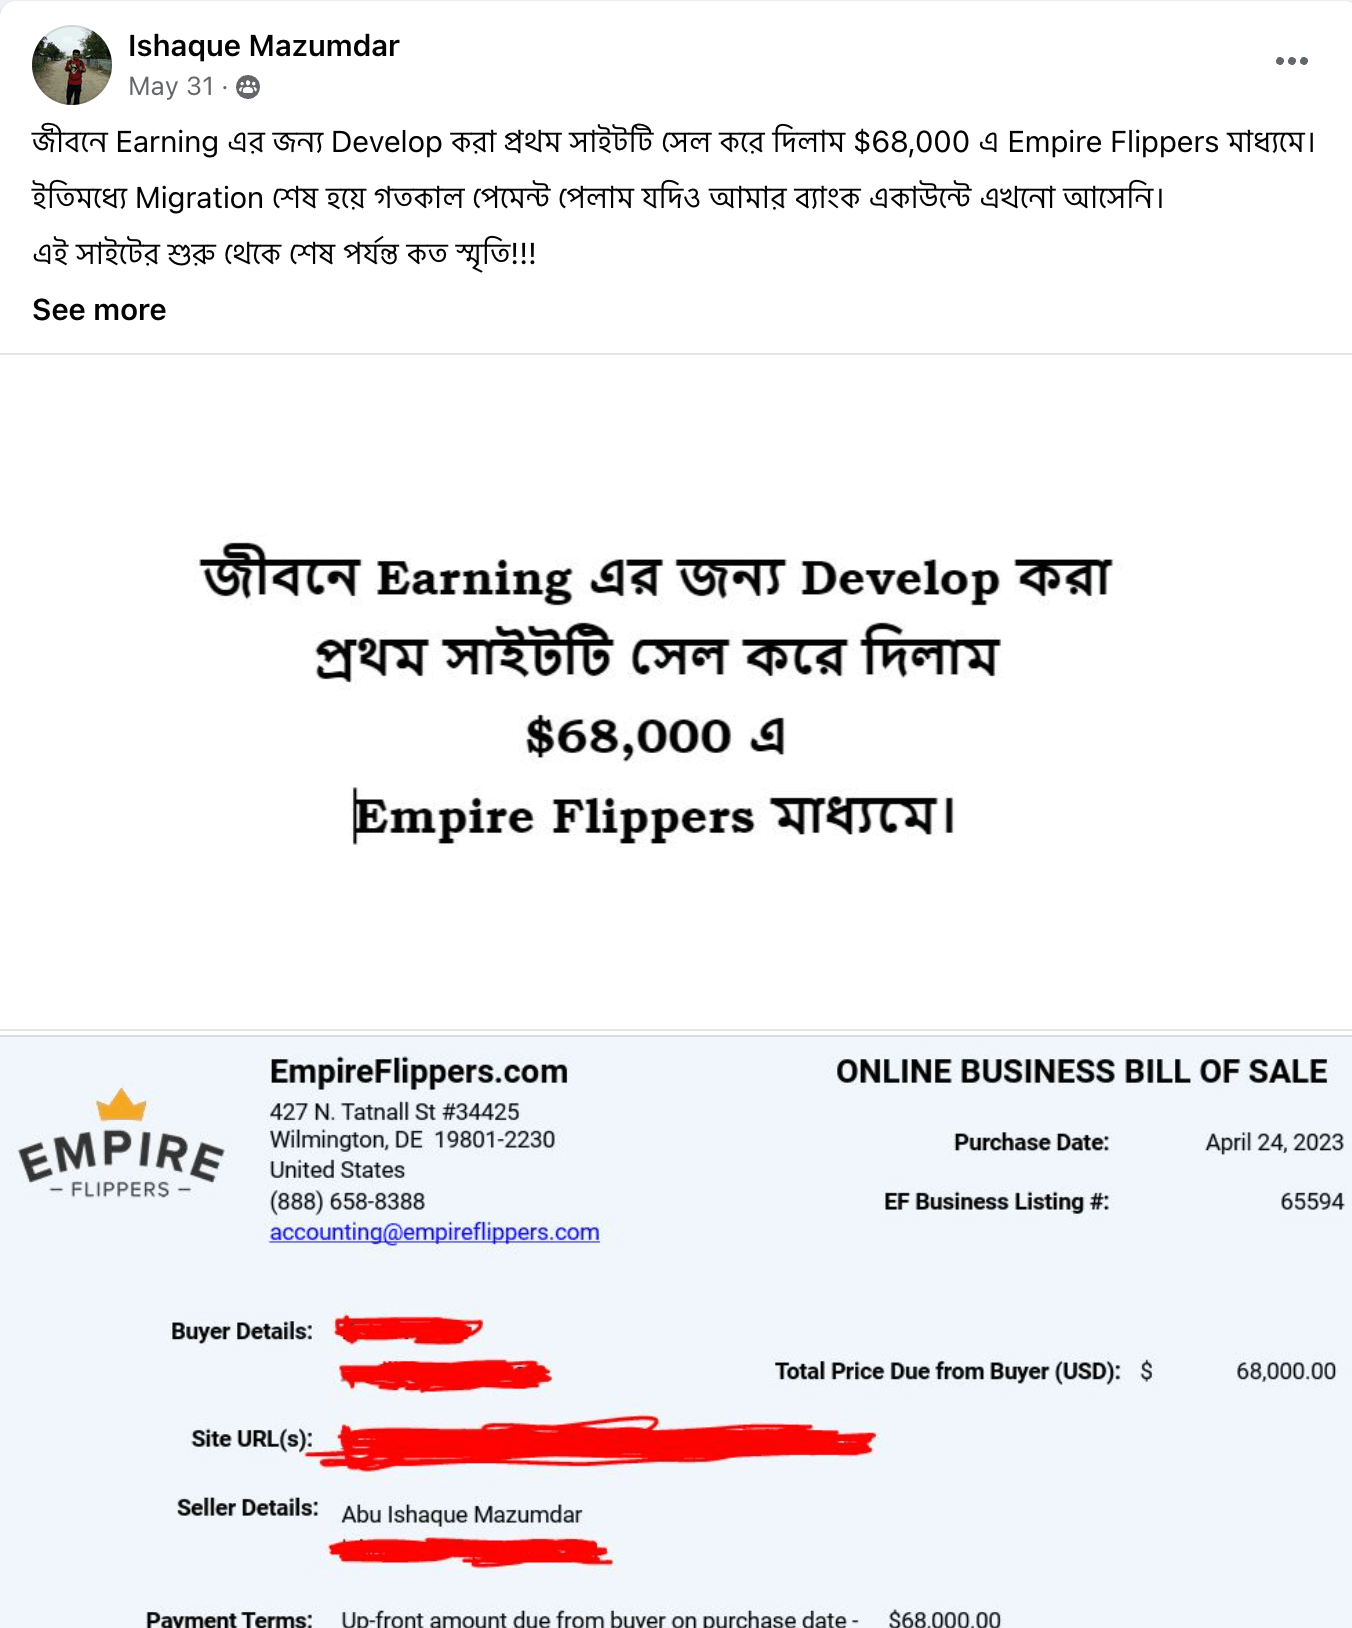 Ishaque Mazumdar
May 31 ·
জীবনে Earning এর জন্য Develop করা প্রথম সাইটটি সেল করে দিলাম $68,000 এ Empire Flippers মাধ্যমে।
ইতিমধ্যে Migration শেষ হয়ে গতকাল পেমেন্ট পেলাম যদিও আমার ব্যাংক একাউন্টে এখনো আসেনি।
এই সাইটের শুরু থেকে শেষ পর্যন্ত কত স্মৃতি!!!
See more
জীবনে Earning এর জন্য Develop করা
প্রথম সাইটটি সেল করে দিলাম
$68,000 এ
Empire Flippers মাধ্যমে।
EMPIRE
– FLIPPERS –
EmpireFlippers.com
427 N. Tatnall St #34425
Wilmington, DE 19801-2230
United States
(888) 658-8388
accounting@empireflippers.com
ONLINE BUSINESS BILL OF SALE
Purchase Date: April 24, 2023
EF Business Listing #: 65594
Buyer Details:
Total Price Due from Buyer (USD): $ 68,000.00
Site URL(s):
Seller Details: Abu Ishaque Mazumdar
Payment Terms: Up-front amount due from buyer on purchase date - $68,000.00